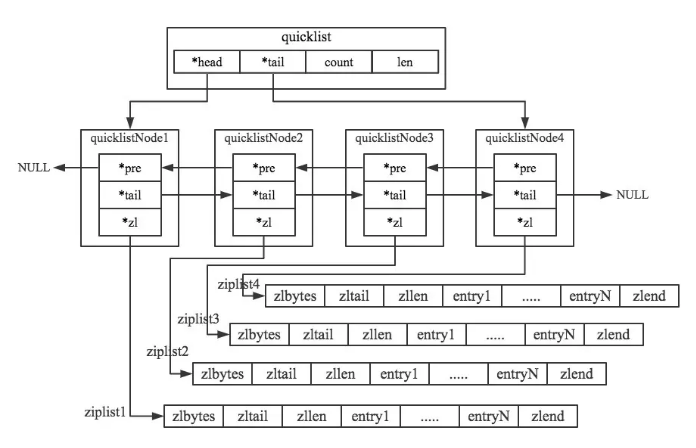 quicklist
*head *tail count len
quicklistNode1 quicklistNode2 quicklistNode3 quicklistNode4
NULL *pre *pre *pre *pre
*tail *tail *tail *tail NULL
*zl *zl *zl *zl
ziplist4 zlbytes zltail zllen entry1 ..... entryN zlend
ziplist3 zlbytes zltail zllen entry1 ..... entryN zlend
ziplist2 zlbytes zltail zllen entry1 ..... entryN zlend
ziplist1 zlbytes zltail zllen entry1 ..... entryN zlend